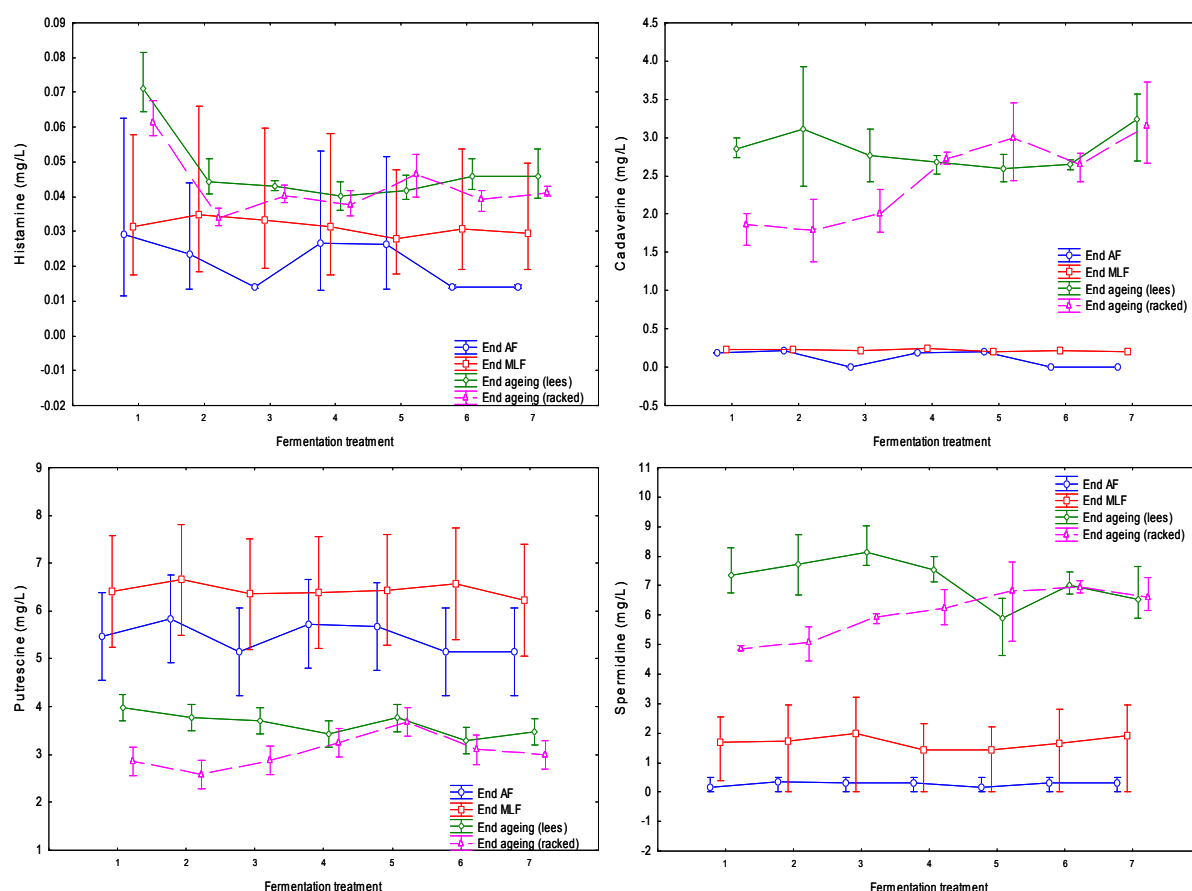 0.09
0.08
0.07
0.06
0.05
0.04
0.03
0.02
0.01
0.00
-0.01
-0.02
Histamine (mg/L)
End AF
End MLF
End ageing (lees)
End ageing (racked)
1 2 3 4 5 6 7
Fermentation treatment
4.5
4.0
3.5
3.0
2.5
2.0
1.5
1.0
0.5
0.0
-0.5
Cadaverine (mg/L)
End AF
End MLF
End ageing (lees)
End ageing (racked)
1 2 3 4 5 6 7
Fermentation treatment
9
8
7
6
5
4
3
2
1
Putrescine (mg/L)
End AF
End MLF
End ageing (lees)
End ageing (racked)
1 2 3 4 5 6 7
Fermentation treatment
11
10
9
8
7
6
5
4
3
2
1
0
-1
-2
Spermidine (mg/L)
End AF
End MLF
End ageing (lees)
End ageing (racked)
1 2 3 4 5 6 7
Fermentation treatment